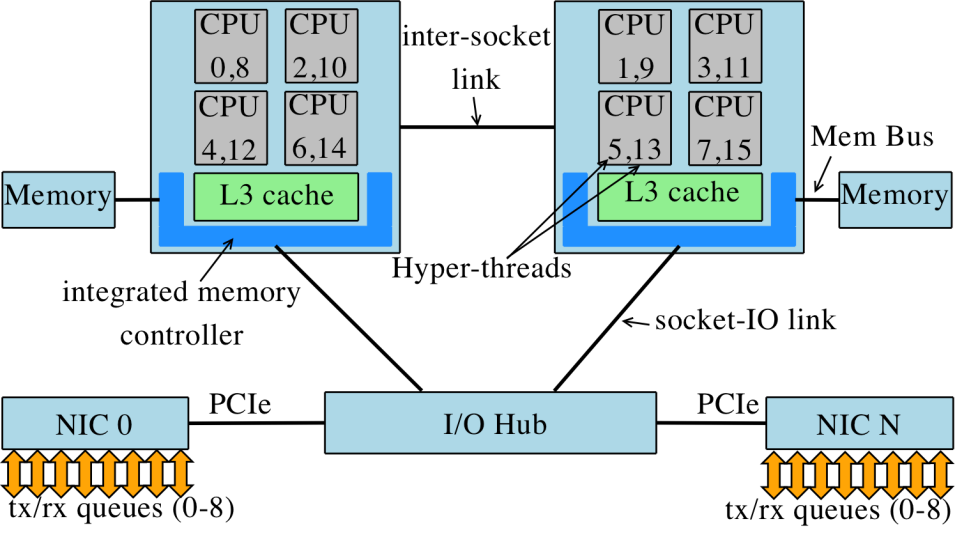 CPU
0,8
CPU
2,10
CPU
4,12
CPU
6,14
L3 cache
inter-socket
link
CPU
1,9
CPU
3,11
CPU
5,13
CPU
7,15
L3 cache
Mem Bus
Memory
Memory
Hyper-threads
integrated memory
controller
socket-IO link
NIC 0
PCIe
I/O Hub
PCIe
NIC N
tx/rx queues (0-8)
tx/rx queues (0-8)